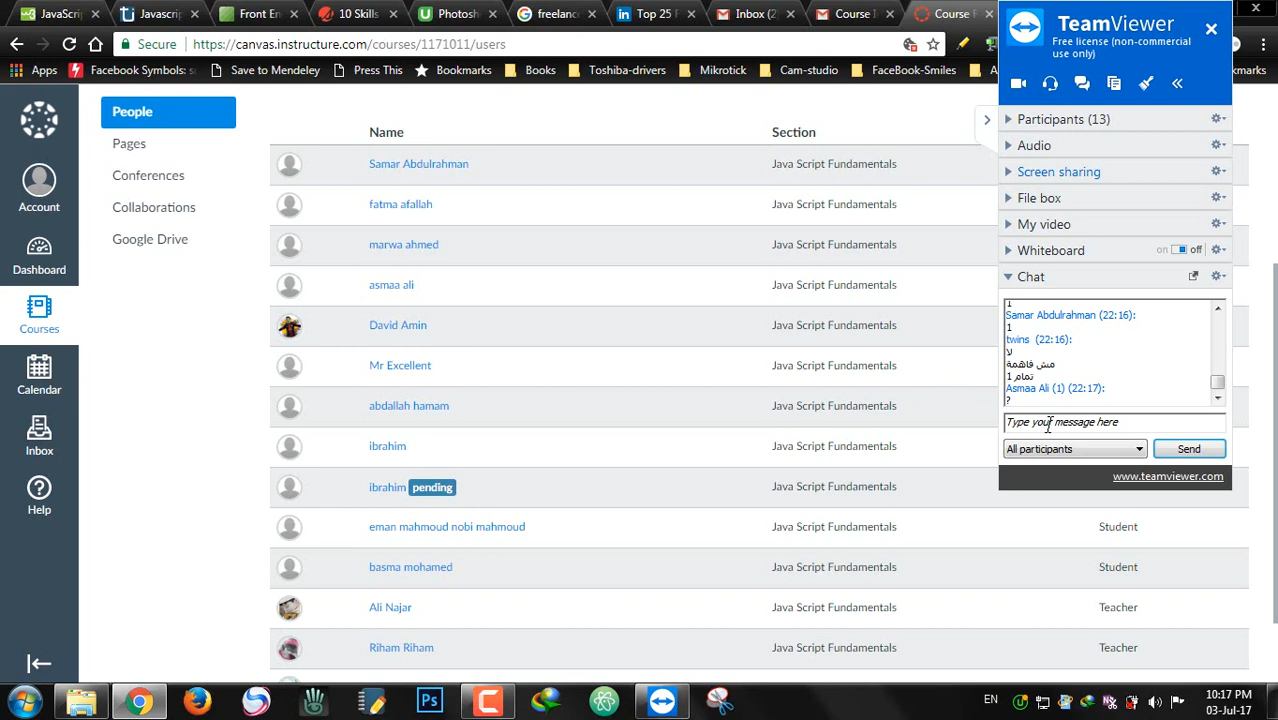 JavaScri
Javascrip
Front En
10 Skills
Photosh
freelanc
Top 25 F
Inbox (2
Course I
Course R
Secure
https://canvas.instructure.com/courses/1171011/users
Apps
Facebook Symbols: s
Save to Mendeley
Press This
Bookmarks
Books
Toshiba-drivers
Mikrotick
Cam-studio
FaceBook-Smiles
Account
Dashboard
Courses
Calendar
Inbox
Help
People
Pages
Conferences
Collaborations
Google Drive
Name Section
Samar Abdulrahman Java Script Fundamentals
fatma afallah Java Script Fundamentals
marwa ahmed Java Script Fundamentals
asmaa ali Java Script Fundamentals
David Amin Java Script Fundamentals
Mr Excellent Java Script Fundamentals
abdallah hamam Java Script Fundamentals
ibrahim Java Script Fundamentals
ibrahim pending Java Script Fundamentals
eman mahmoud nobi mahmoud Java Script Fundamentals Student
basma mohamed Java Script Fundamentals Student
Ali Najar Java Script Fundamentals Teacher
Riham Riham Java Script Fundamentals Teacher
TeamViewer
Free license (non-commercial
use only)
Participants (13)
Audio
Screen sharing
File box
My video
Whiteboard on off
Chat
1
Samar Abdulrahman (22:16):
1
twins (22:16):
لا
مش فاهمة
تمام 1
Asmaa Ali (1) (22:17):
?
Type your message here
All participants Send
www.teamviewer.com
Ps
EN
10:17 PM
03-Jul-17